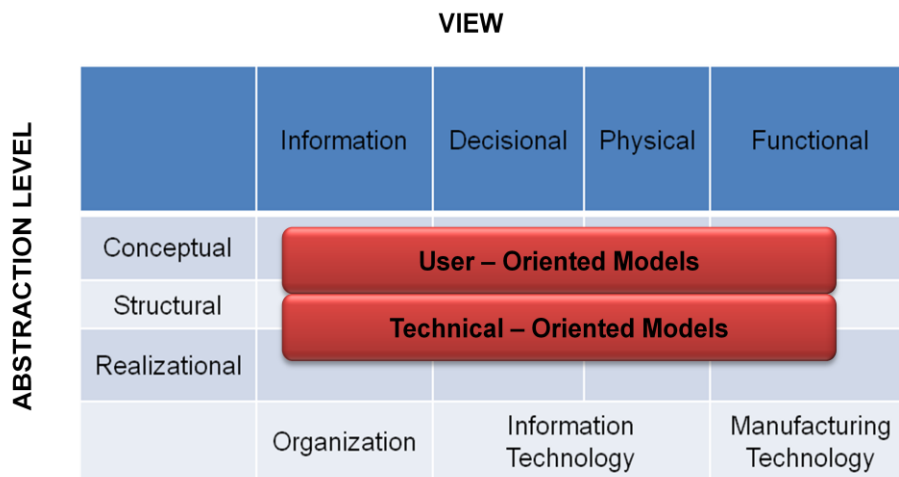 VIEW
ABSTRACTION LEVEL
Information Decisional Physical Functional
Conceptual
User – Oriented Models
Structural
Technical – Oriented Models
Realizational
Organization
Information
Technology
Manufacturing
Technology